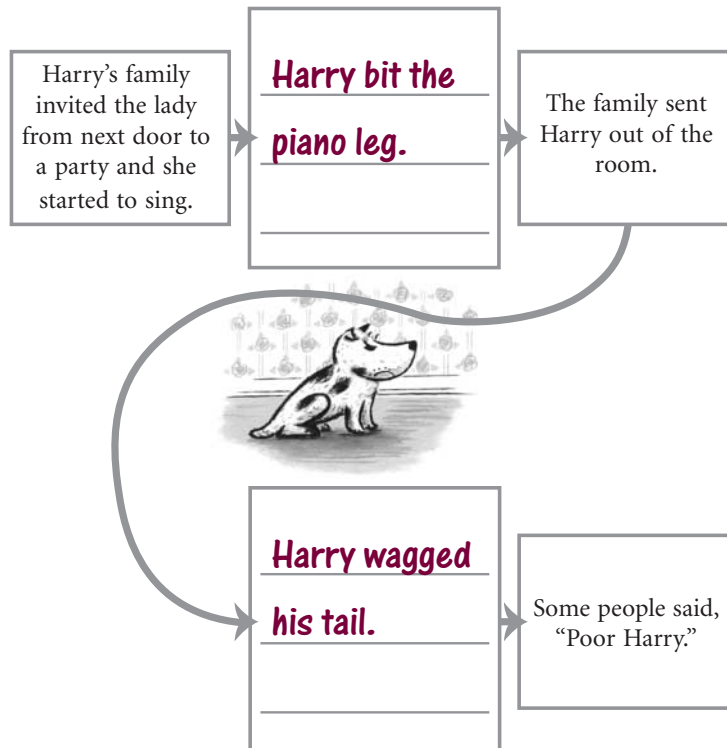 Harry’s family
invited the lady
from next door to
a party and she
started to sing.
Harry bit the
piano leg.
The family sent
Harry out of the
room.
Harry wagged
his tail.
Some people said,
“Poor Harry.”